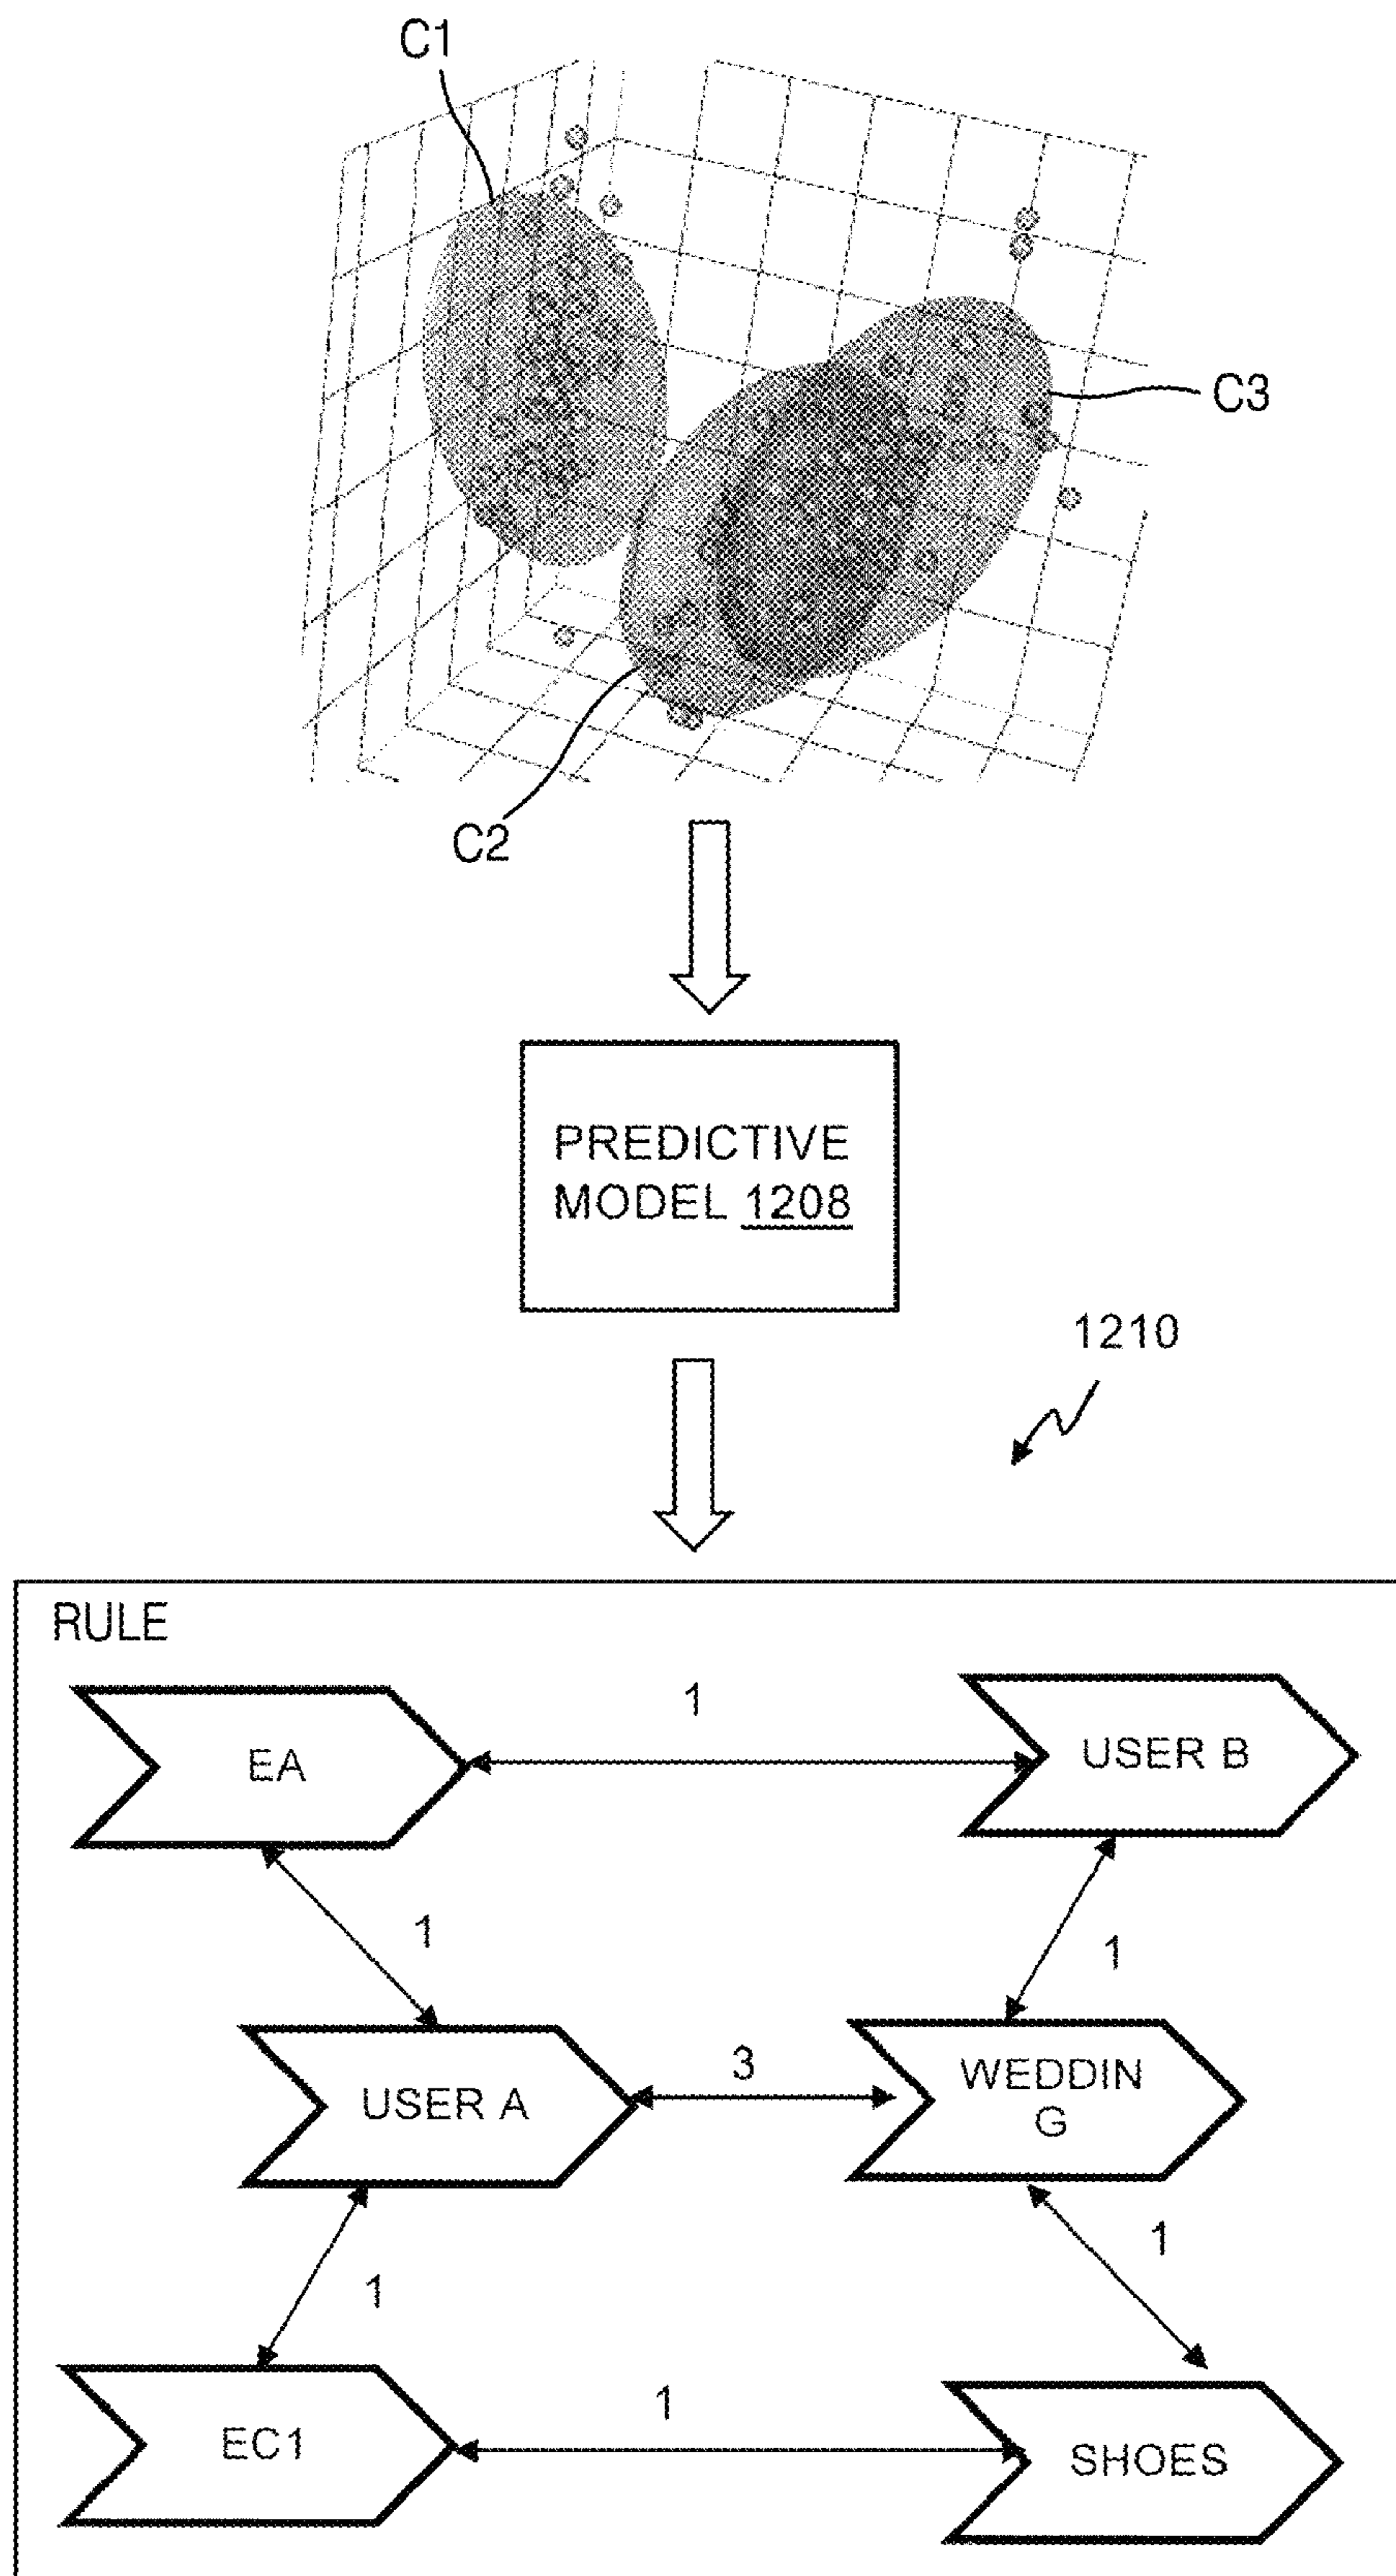 C1
C3
C2
PREDICTIVE
MODEL 1208
1210
RULE
1
EA
USER B
1
1
3
WEDDIN
G
USER A
1
1
1
EC1
SHOES